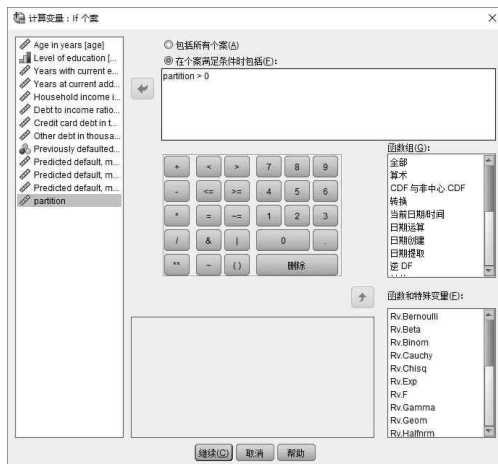 计算变量：If 个案
Age in years [age]
Level of education [...
Years with current e...
Years at current add...
Household income i...
Debt to income ratio...
Credit card debt in t...
Other debt in thousa...
Previously defaulted...
Predicted default, m...
Predicted default, m...
Predicted default, m...
partition
包括所有个案(A)
在个案满足条件时包括(F)：
partition > 0
+ < > 7 8 9
- <= >= 4 5 6
* = ~= 1 2 3
/ & | 0 .
** ~ ( ) 删除
函数组(G)：
全部
算术
CDF 与非中心 CDF
转换
当前日期/时间
日期运算
日期创建
日期提取
逆 DF
函数和特殊变量(F)：
Rv.Bernoulli
Rv.Beta
Rv.Binom
Rv.Cauchy
Rv.Chisq
Rv.Exp
Rv.F
Rv.Gamma
Rv.Geom
Rv.Halfnrm
继续(C) 取消 帮助